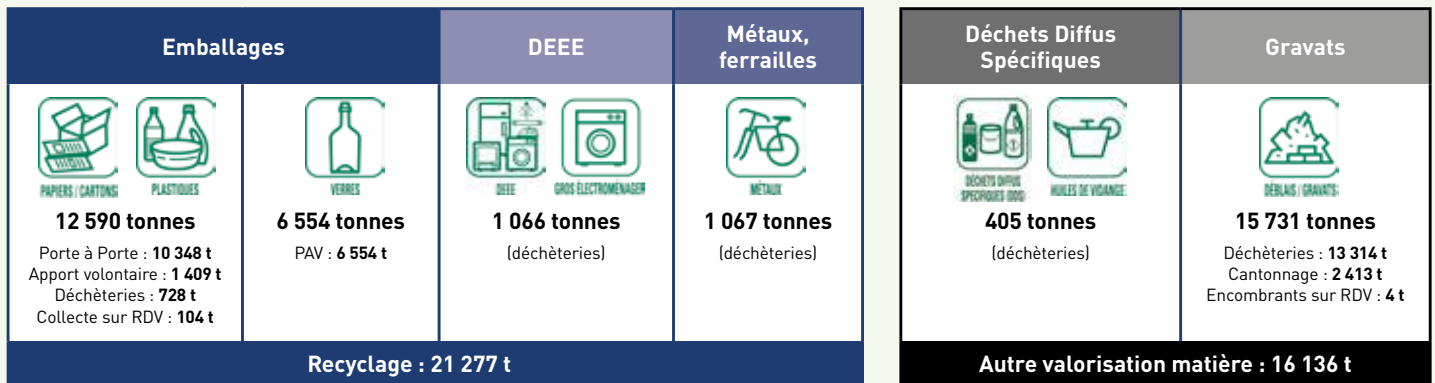 Emballages
DEEE
Métaux,
ferrailles
Déchets Diffus
Spécifiques
Gravats
PAPIERS / CARTONS
PLASTIQUES
VERRES
DEEE
GROS ÉLECTROMÉNAGER
MÉTAUX
DÉCHETS DIFFUS
SPECIFIQUES (DDS)
HUILES DE VIDANGE
DÉBLAIS / GRAVATS
12 590 tonnes
Porte à Porte : 10 348 t
Apport volontaire : 1 409 t
Déchèteries : 728 t
Collecte sur RDV : 104 t
6 554 tonnes
PAV : 6 554 t
1 066 tonnes
(déchèteries)
1 067 tonnes
(déchèteries)
405 tonnes
(déchèteries)
15 731 tonnes
Déchèteries : 13 314 t
Cantonnage : 2 413 t
Encombrants sur RDV : 4 t
Recyclage : 21 277 t
Autre valorisation matière : 16 136 t